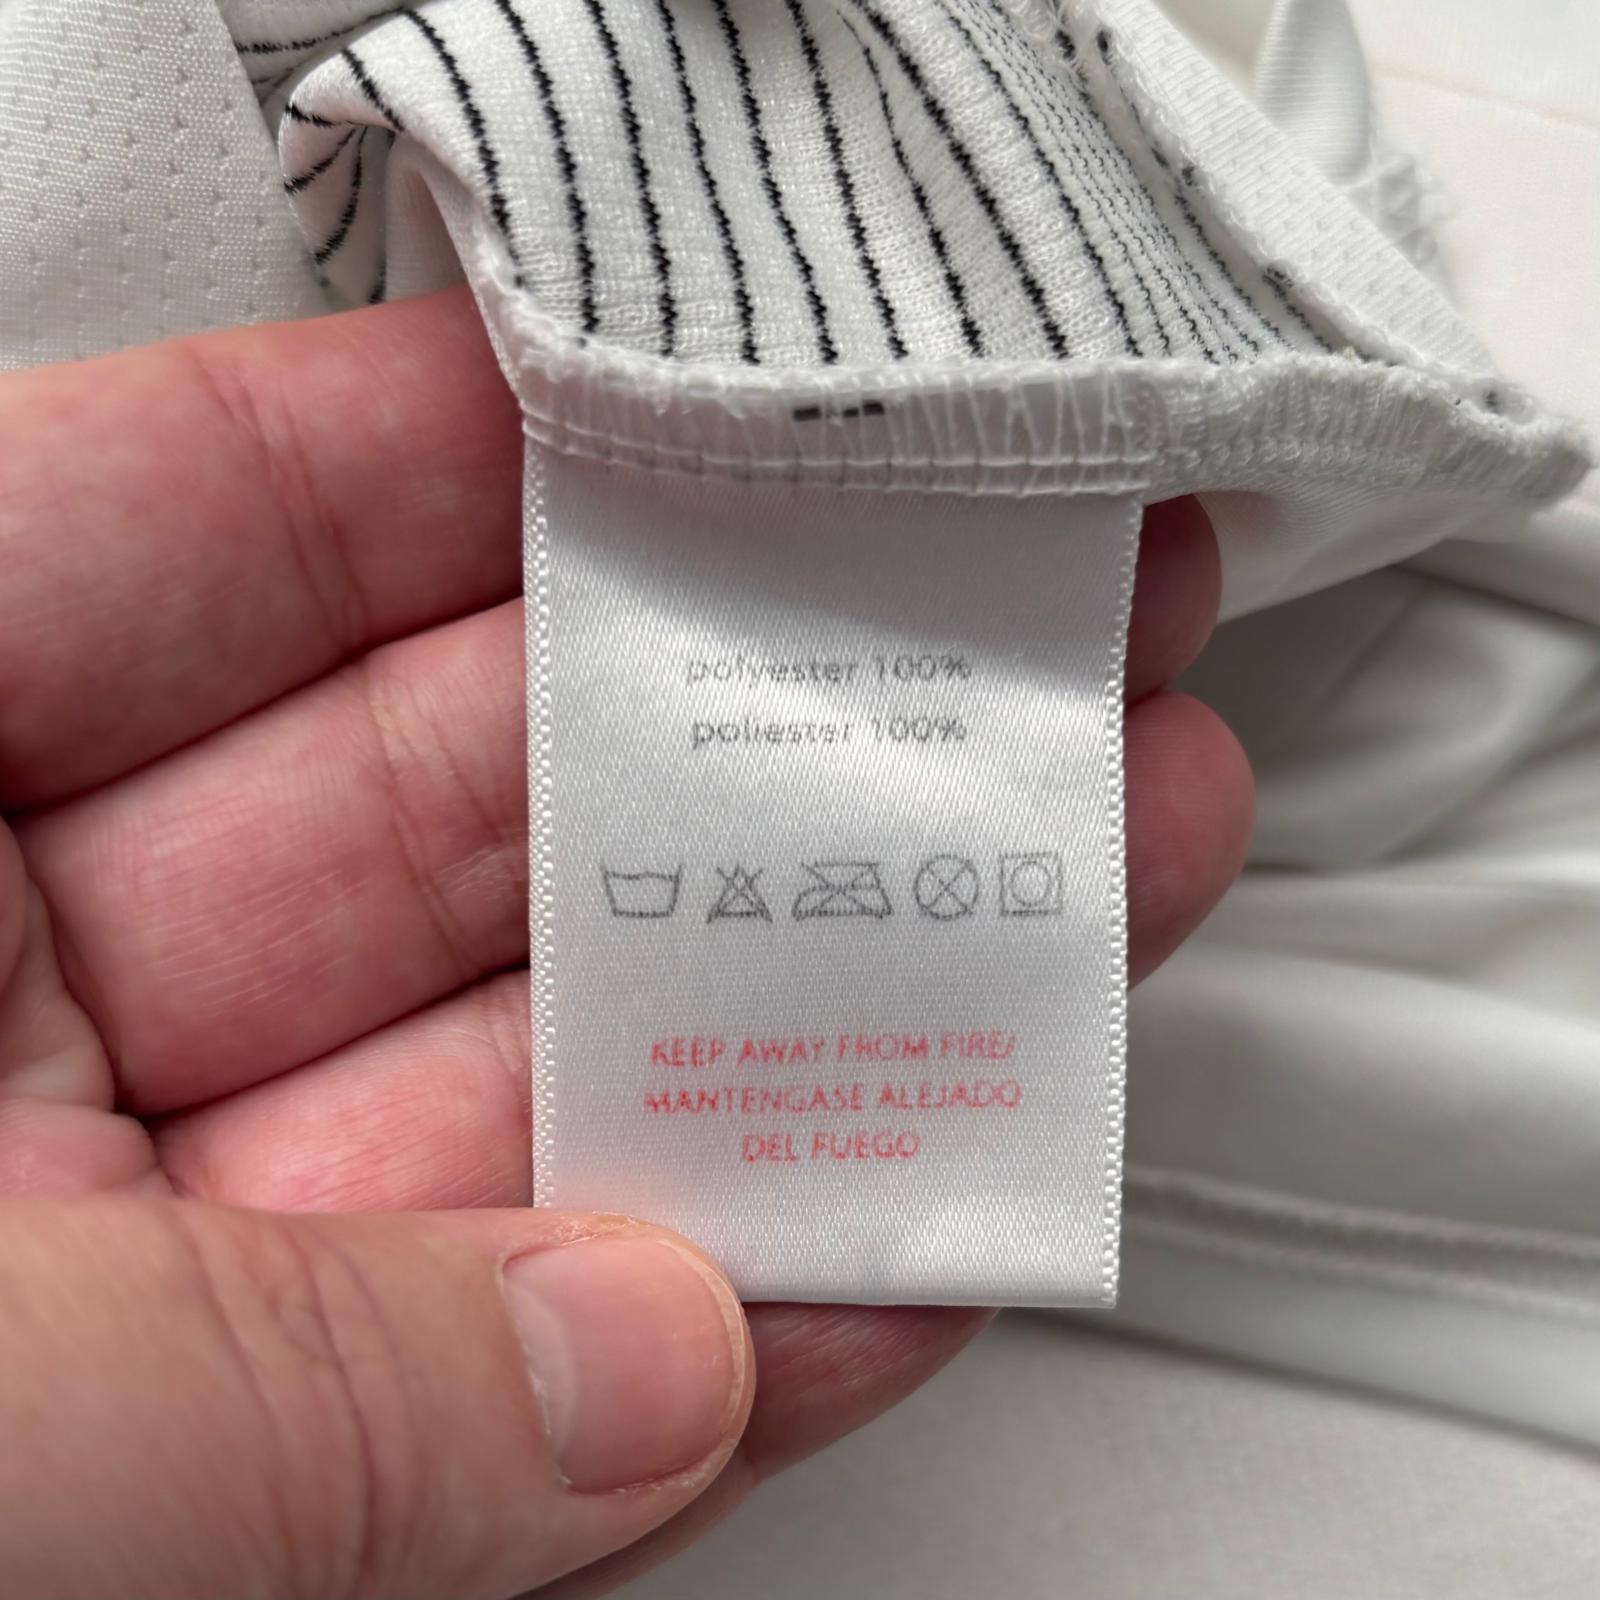 polyester 100%
poliester 100%
KEEP AWAY FROM FIRE/
MANTENGASE ALEJADO
DEL FUEGO